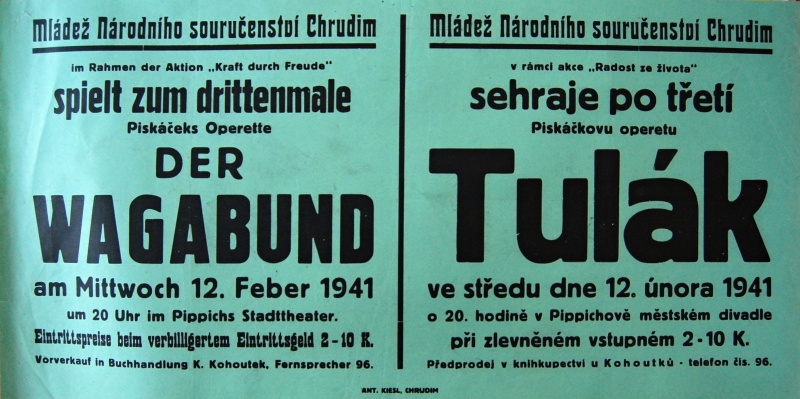 Mládež Národního souručenství Chrudim
im Rahmen der Aktion „Kraft durch Freude"
spielt zum drittenmale
Piskáčeks Operette
DER
WAGABUND
am Mittwoch 12. Feber 1941
um 20 Uhr im Pippichs Stadttheater.
Eintrittspreise beim verbilligertem Eintrittsgeld 2 - 10 K.
Vorverkauf in Buchhandlung K. Kohoutek, Fernsprecher 96.
Mládež Národního souručenství Chrudim
v rámci akce „Radost ze života"
sehraje po třetí
Piskáčkovu operetu
Tulák
ve středu dne 12. února 1941
o 20. hodině v Pippichově městském divadle
při zlevněném vstupném 2 - 10 K.
Předprodej v knihkupectví u Kohoutků - telefon čís. 96.
ANT. KIESL, CHRUDIM